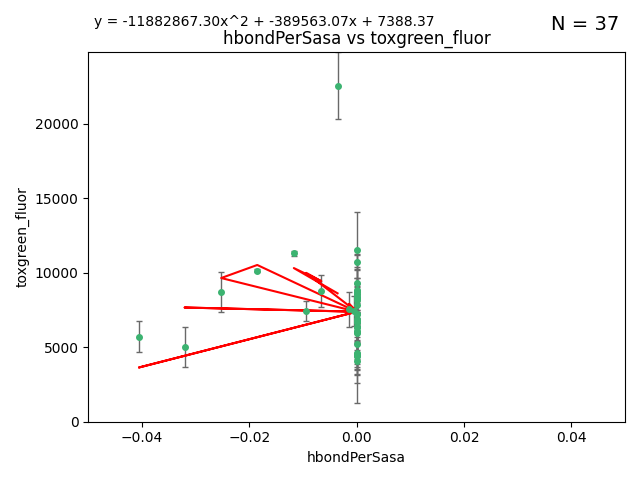 y = -11882867.30x^2 + -389563.07x + 7388.37
N = 37
hbondPerSasa vs toxgreen_fluor
toxgreen_fluor
20000
15000
10000
5000
0
−0.04
−0.02
0.00
0.02
0.04
hbondPerSasa